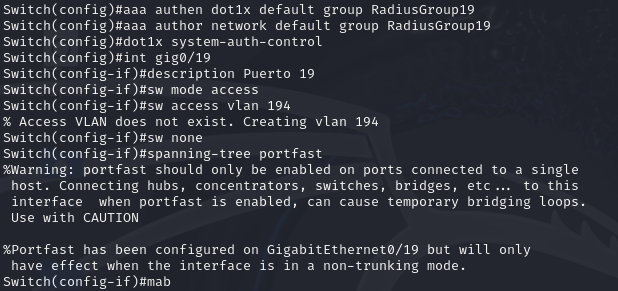 Switch(config)#aaa authen dot1x default group RadiusGroup19
Switch(config)#aaa author network default group RadiusGroup19
Switch(config)#dot1x system-auth-control
Switch(config)#int gig0/19
Switch(config-if)#description Puerto 19
Switch(config-if)#sw mode access
Switch(config-if)#sw access vlan 194
% Access VLAN does not exist. Creating vlan 194
Switch(config-if)#sw none
Switch(config-if)#spanning-tree portfast
%Warning: portfast should only be enabled on ports connected to a single
 host. Connecting hubs, concentrators, switches, bridges, etc... to this
 interface  when portfast is enabled, can cause temporary bridging loops.
 Use with CAUTION

%Portfast has been configured on GigabitEthernet0/19 but will only
 have effect when the interface is in a non-trunking mode.
Switch(config-if)#mab